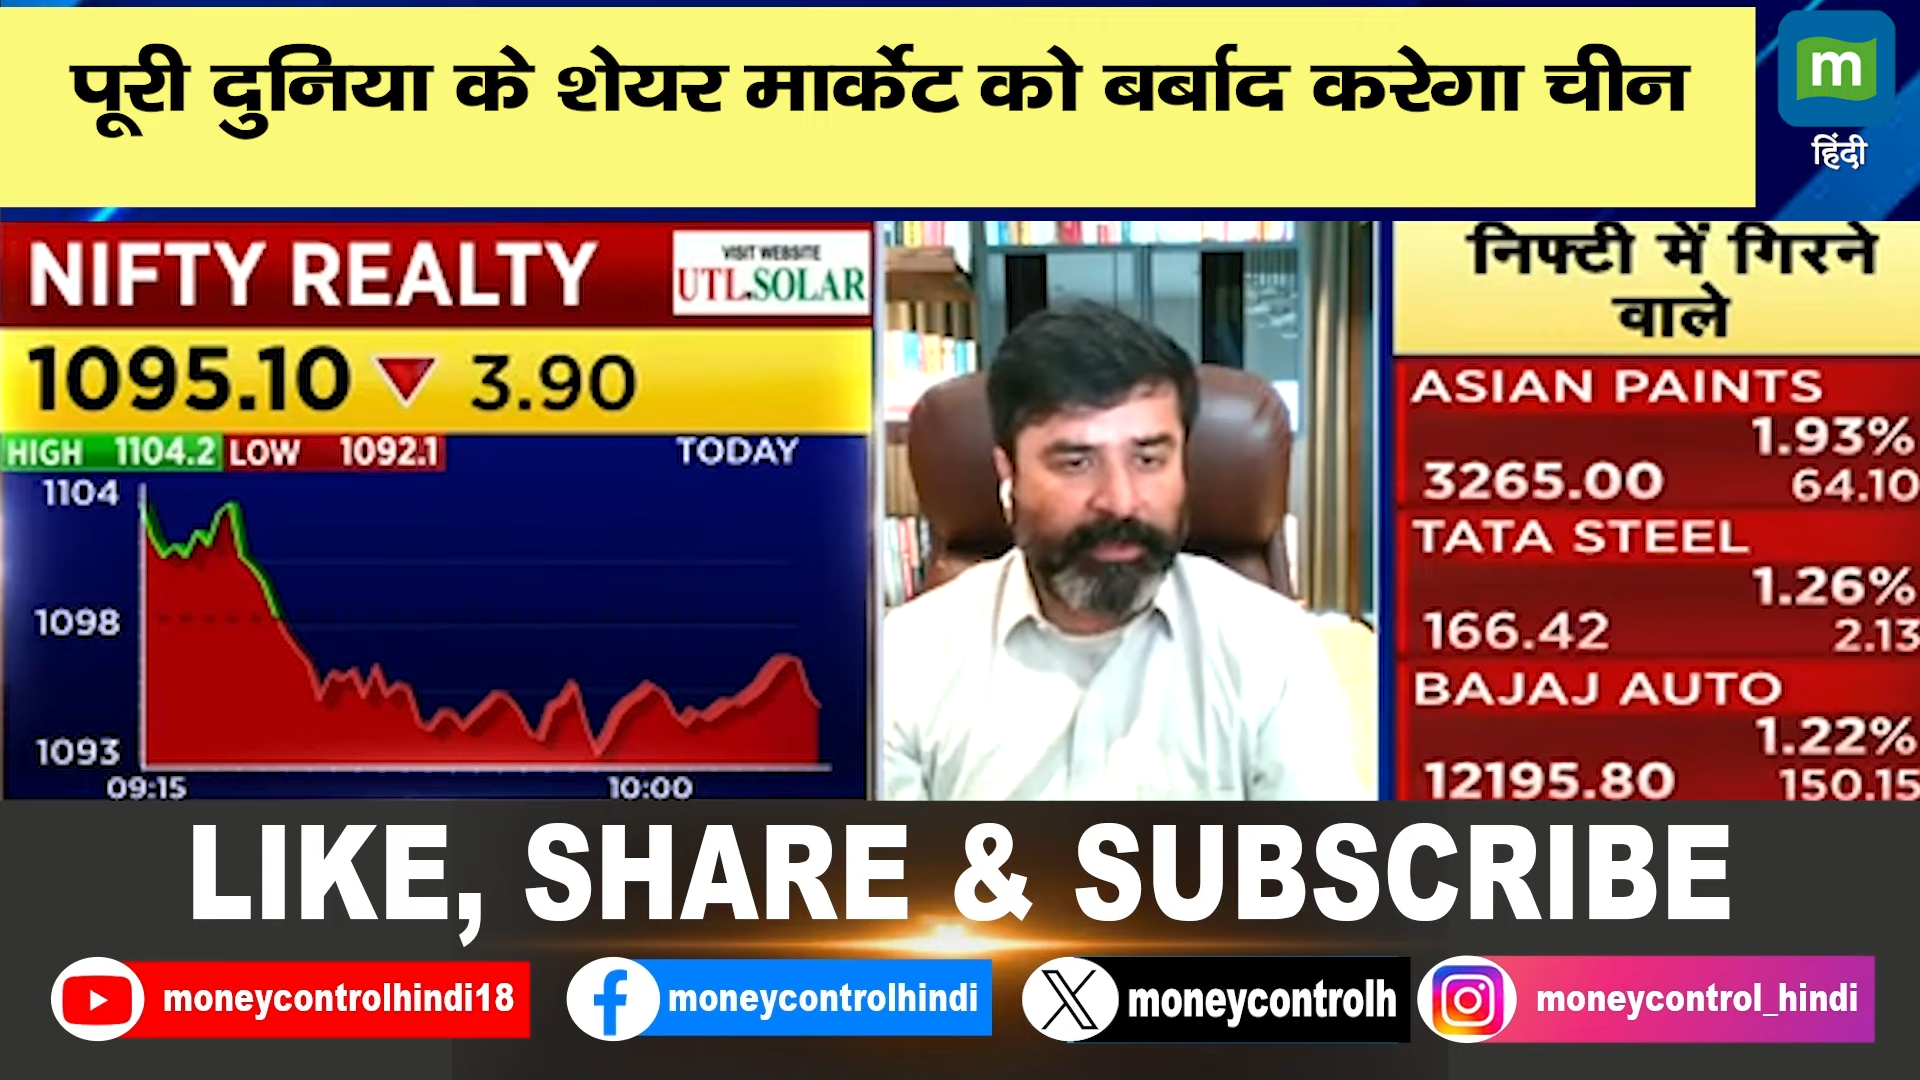 पूरी दुनिया के शेयर मार्केट को बर्बाद करेगा चीन
m
हिंदी
NIFTY REALTY
VISIT WEBSITE
UTL.SOLAR
1095.10 ▼ 3.90
HIGH 1104.2 LOW 1092.1 TODAY
1104
1098
1093
09:15 10:00
निफ्टी में गिरने
वाले
ASIAN PAINTS
1.93%
3265.00 64.10
TATA STEEL
1.26%
166.42 2.13
BAJAJ AUTO
1.22%
12195.80 150.15
LIKE, SHARE & SUBSCRIBE
moneycontrolhindi18 moneycontrolhindi moneycontrolh moneycontrol_hindi